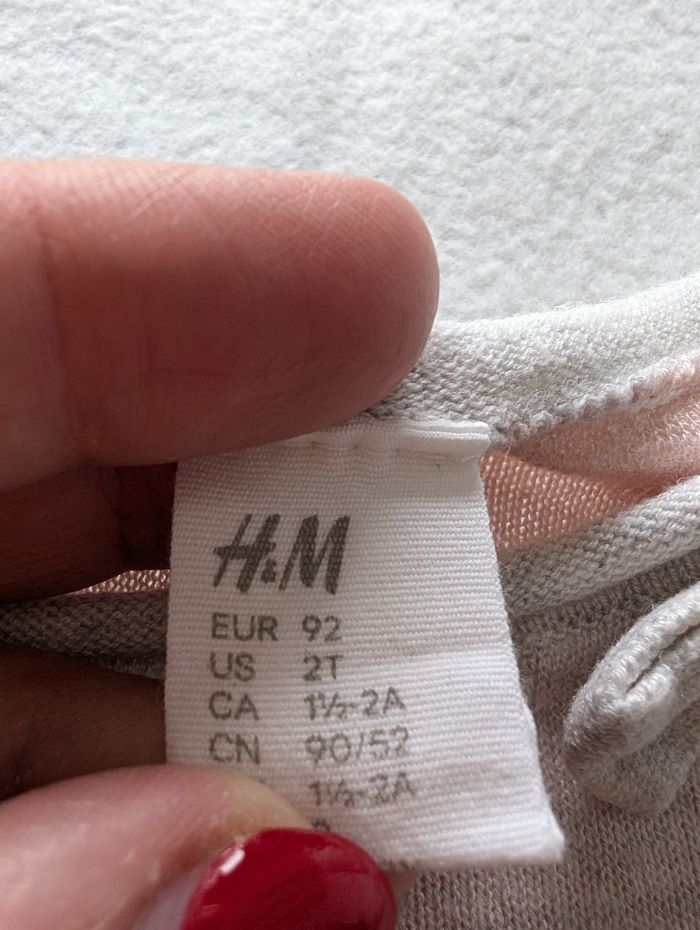 H&M
EUR 92
US 2T
CA 1½-2A
CN 90/52
1½-2A